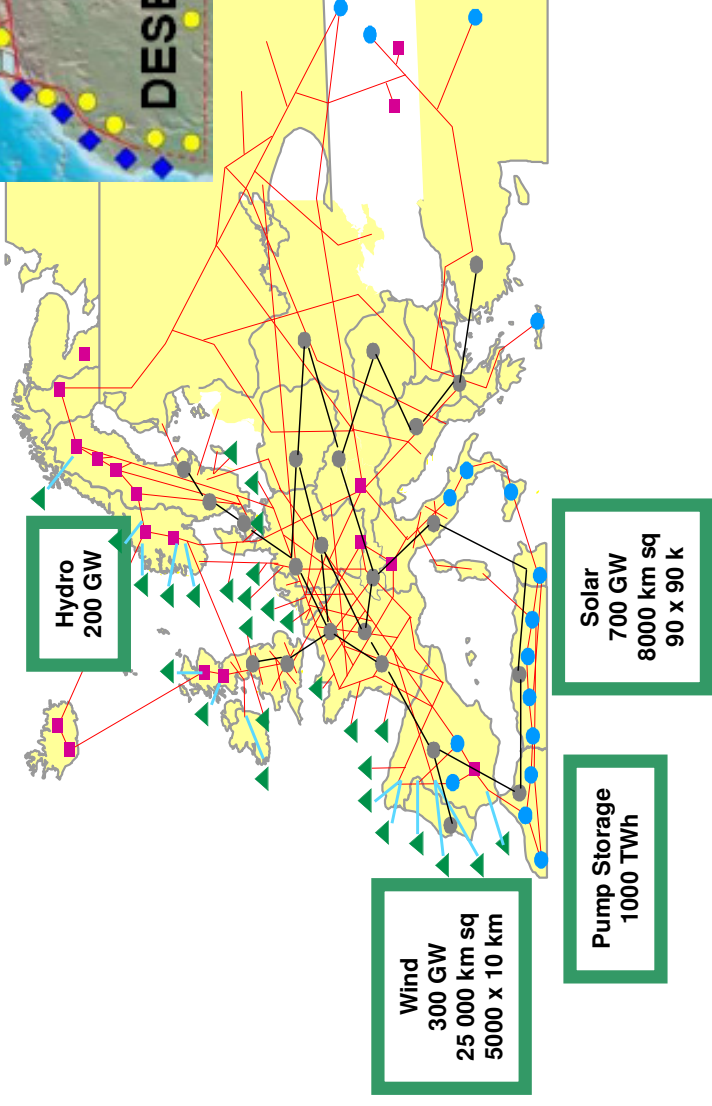 DESE
Hydro
200 GW
Wind
300 GW
25 000 km sq
5000 x 10 km
Solar
700 GW
8000 km sq
90 x 90 k
Pump Storage
1000 TWh